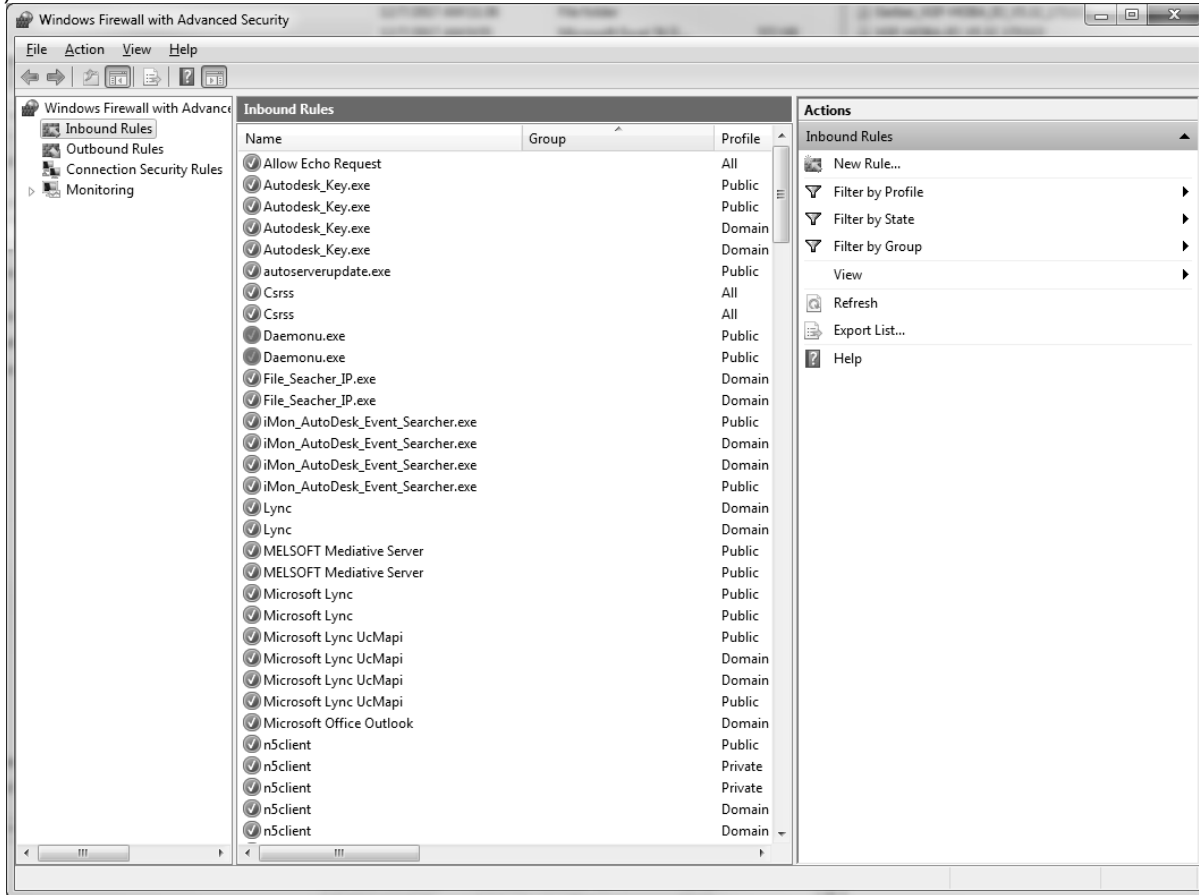 Windows Firewall with Advanced Security
File Action View Help
Windows Firewall with Advance
Inbound Rules
Outbound Rules
Connection Security Rules
Monitoring
Inbound Rules
Name Group Profile
Allow Echo Request All
Autodesk_Key.exe Public
Autodesk_Key.exe Public
Autodesk_Key.exe Domain
Autodesk_Key.exe Domain
autoserverupdate.exe Public
Csrss All
Csrss All
Daemonu.exe Public
Daemonu.exe Public
File_Seacher_IP.exe Domain
File_Seacher_IP.exe Domain
iMon_AutoDesk_Event_Searcher.exe Public
iMon_AutoDesk_Event_Searcher.exe Domain
iMon_AutoDesk_Event_Searcher.exe Domain
iMon_AutoDesk_Event_Searcher.exe Public
Lync Domain
Lync Domain
MELSOFT Mediative Server Public
MELSOFT Mediative Server Public
Microsoft Lync Public
Microsoft Lync Public
Microsoft Lync UcMapi Public
Microsoft Lync UcMapi Domain
Microsoft Lync UcMapi Domain
Microsoft Lync UcMapi Public
Microsoft Office Outlook Domain
n5client Public
n5client Private
n5client Private
n5client Domain
n5client Domain
Actions
Inbound Rules
New Rule...
Filter by Profile
Filter by State
Filter by Group
View
Refresh
Export List...
Help